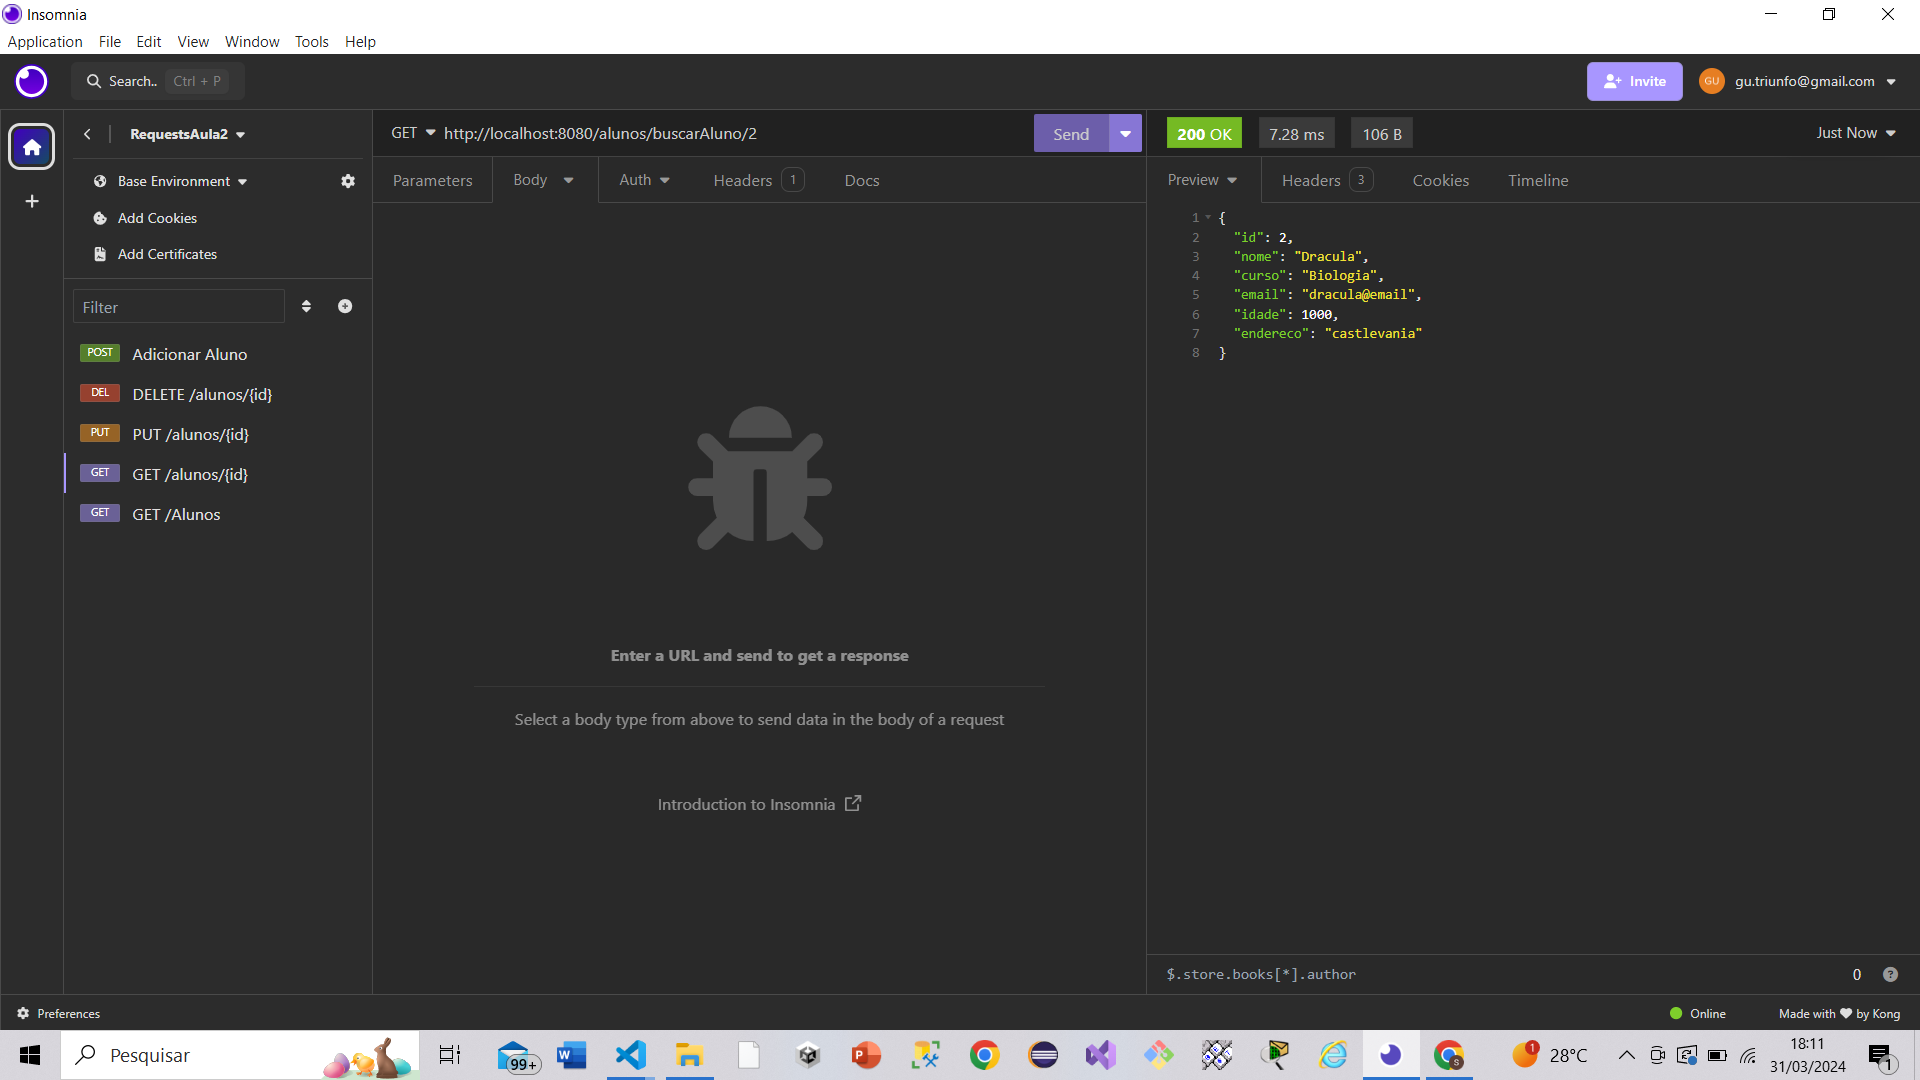 Insomnia
Application File Edit View Window Tools Help
Search.. Ctrl + P
Invite
GU
gu.triunfo@gmail.com
RequestsAula2
GET http://localhost:8080/alunos/buscarAluno/2
Send
200 OK
7.28 ms
106 B
Just Now
Base Environment
Add Cookies
Add Certificates
Filter
POST Adicionar Aluno
DEL DELETE /alunos/{id}
PUT PUT /alunos/{id}
GET GET /alunos/{id}
GET GET /Alunos
Parameters Body Auth Headers 1 Docs
Enter a URL and send to get a response
Select a body type from above to send data in the body of a request
Introduction to Insomnia
Preview Headers 3 Cookies Timeline
1 {
2 "id": 2,
3 "nome": "Dracula",
4 "curso": "Biologia",
5 "email": "dracula@email",
6 "idade": 1000,
7 "endereco": "castlevania"
8 }
$.store.books[*].author
0
?
Preferences
Online
Made with ❤ by Kong
Pesquisar
99+
W
P
S
1
28°C
18:11
31/03/2024
1